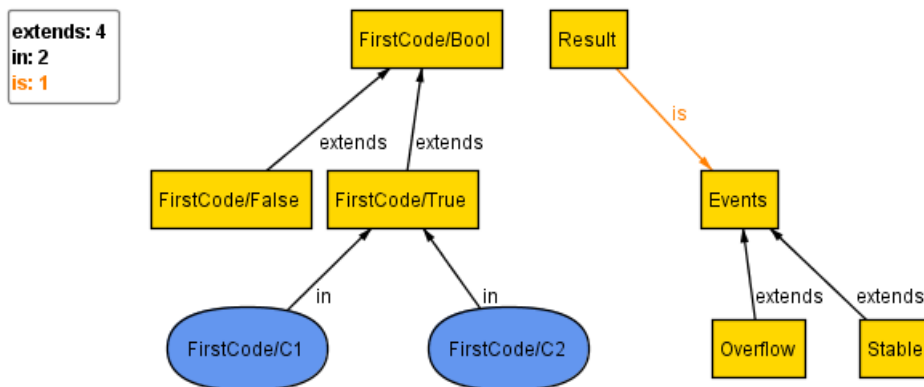 extends: 4
in: 2
is: 1
FirstCode/Bool
Result
is
extends
extends
FirstCode/False
FirstCode/True
Events
in
in
extends
extends
FirstCode/C1
FirstCode/C2
Overflow
Stable